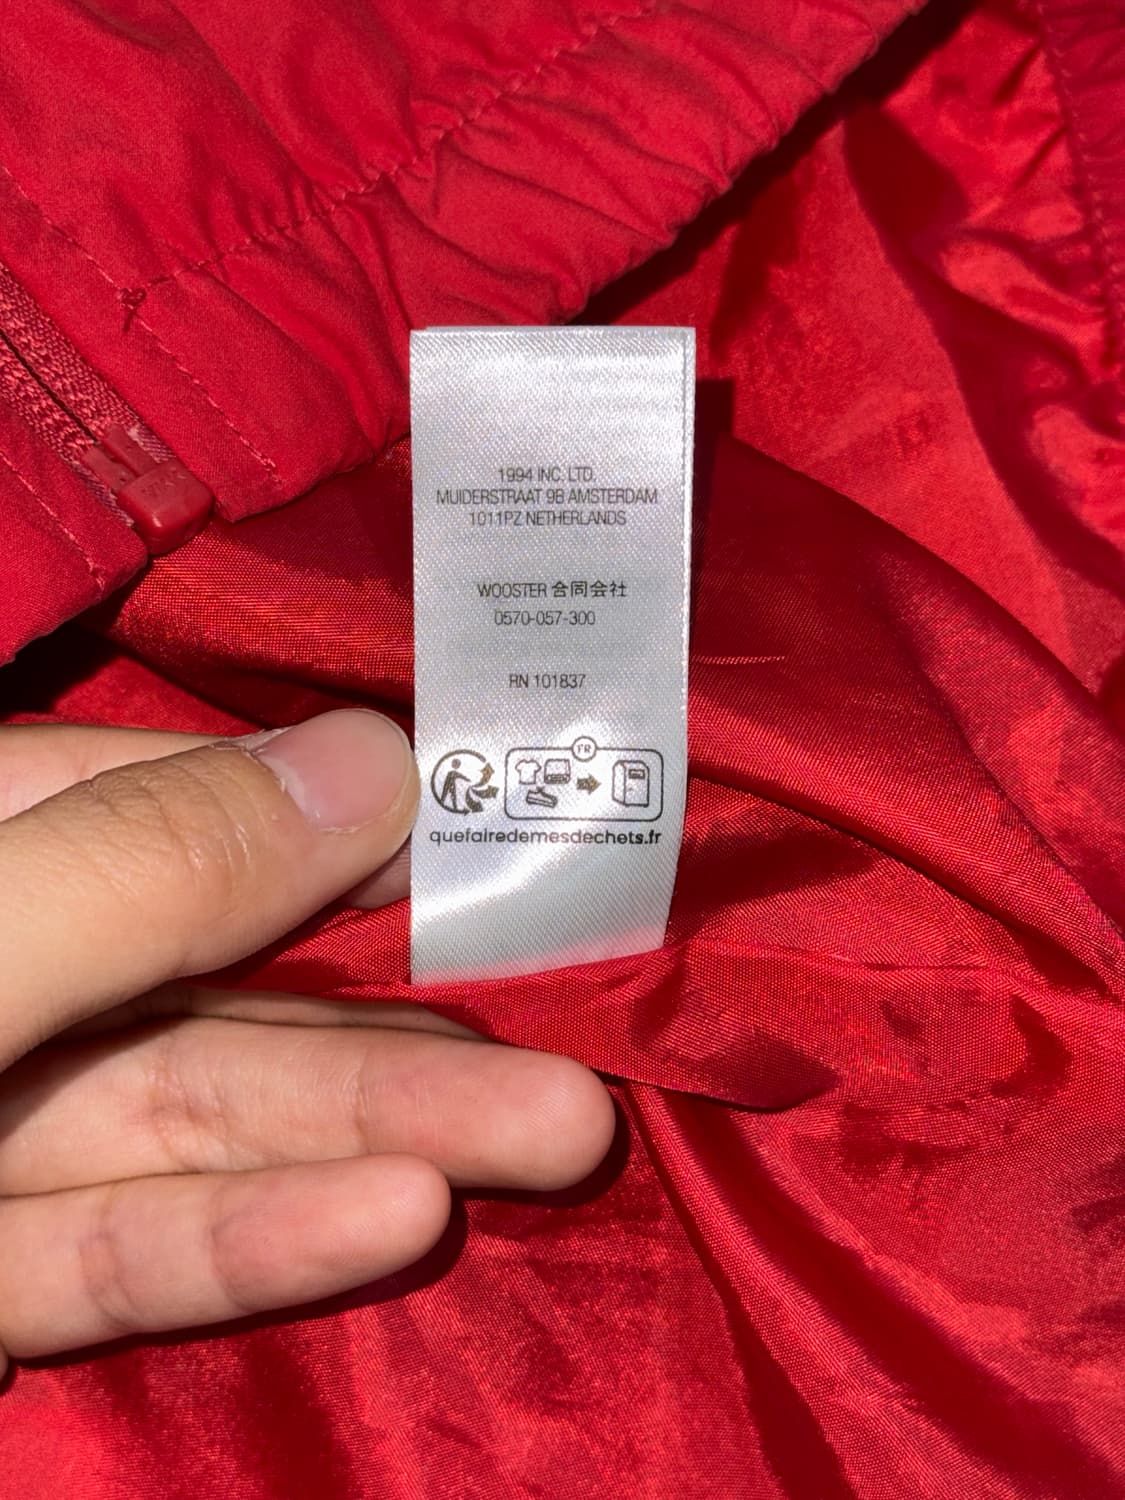 1994 INC. LTD.
MUIDERSTRAAT 9B AMSTERDAM
1011PZ NETHERLANDS
WOOSTER 合同会社
0570-057-300
RN 101837
FR
quefairedemesdechets.fr